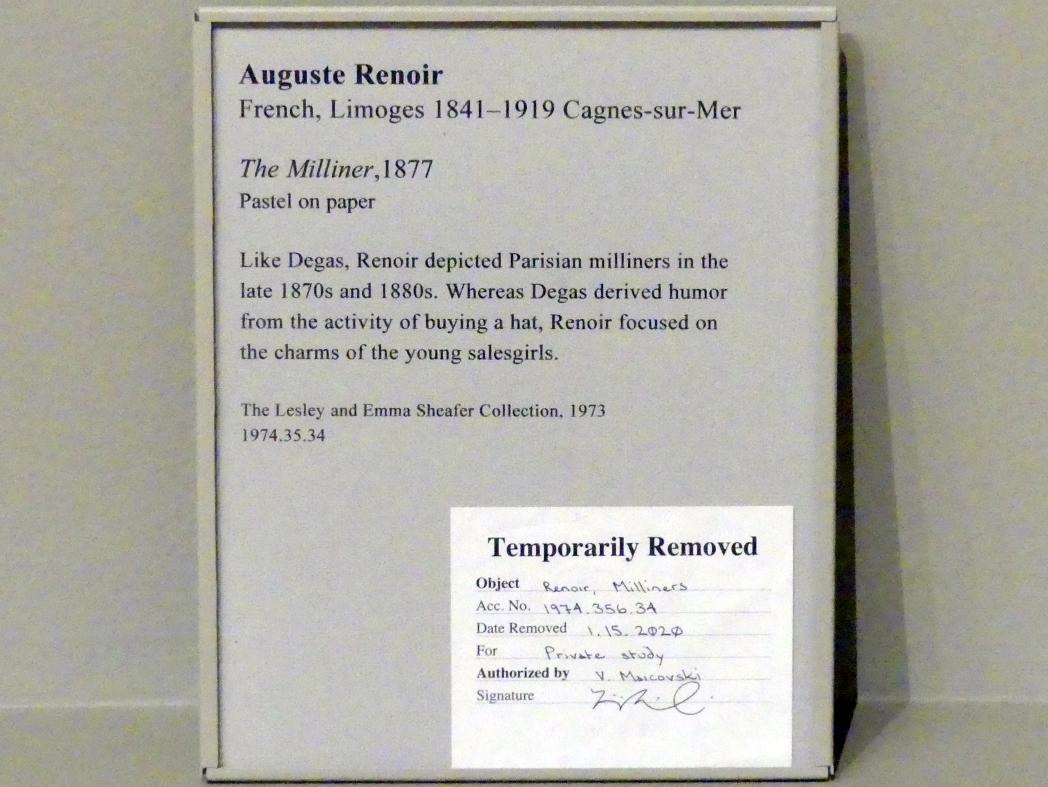 Auguste Renoir
French, Limoges 1841–1919 Cagnes-sur-Mer
The Milliner,1877
Pastel on paper
Like Degas, Renoir depicted Parisian milliners in the
late 1870s and 1880s. Whereas Degas derived humor
from the activity of buying a hat, Renoir focused on
the charms of the young salesgirls.
The Lesley and Emma Sheafer Collection, 1973
1974.35.34
Temporarily Removed
Object Renoir, Milliners
Acc. No. 1974.356.34
Date Removed 1.15.2020
For Private study
Authorized by V. Maicovski
Signature